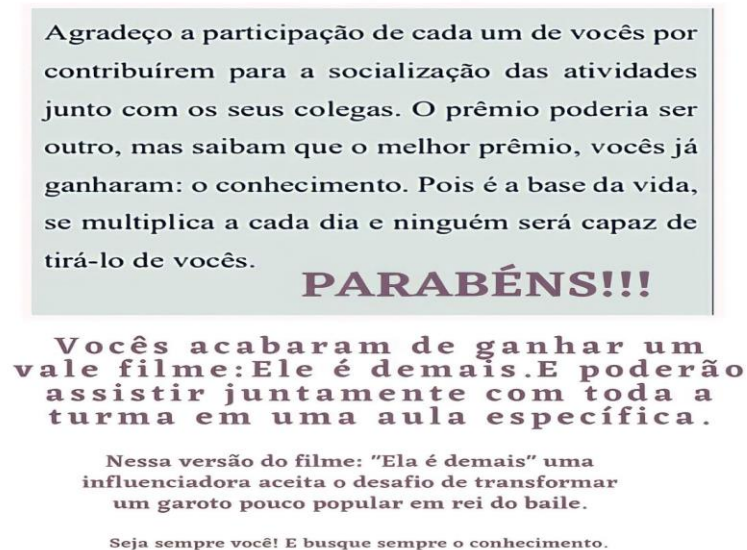 Agradeço a participação de cada um de vocês por
contribuírem para a socialização das atividades
junto com os seus colegas. O prêmio poderia ser
outro, mas saibam que o melhor prêmio, vocês já
ganharam: o conhecimento. Pois é a base da vida,
se multiplica a cada dia e ninguém será capaz de
tirá-lo de vocês.
PARABÉNS!!!
Vocês acabaram de ganhar um
vale filme:Ele é demais.E poderão
assistir juntamente com toda a
turma em uma aula específica.
Nessa versão do filme: "Ela é demais" uma
influenciadora aceita o desafio de transformar
um garoto pouco popular em rei do baile.
Seja sempre você! E busque sempre o conhecimento.